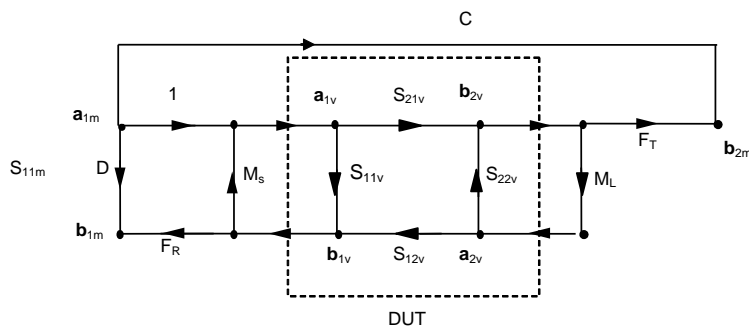 C
1
a1v
S21v
b2v
a1m
FT
b2m
S11m
D
Ms
S11v
S22v
ML
b1m
FR
b1v
S12v
a2v
DUT